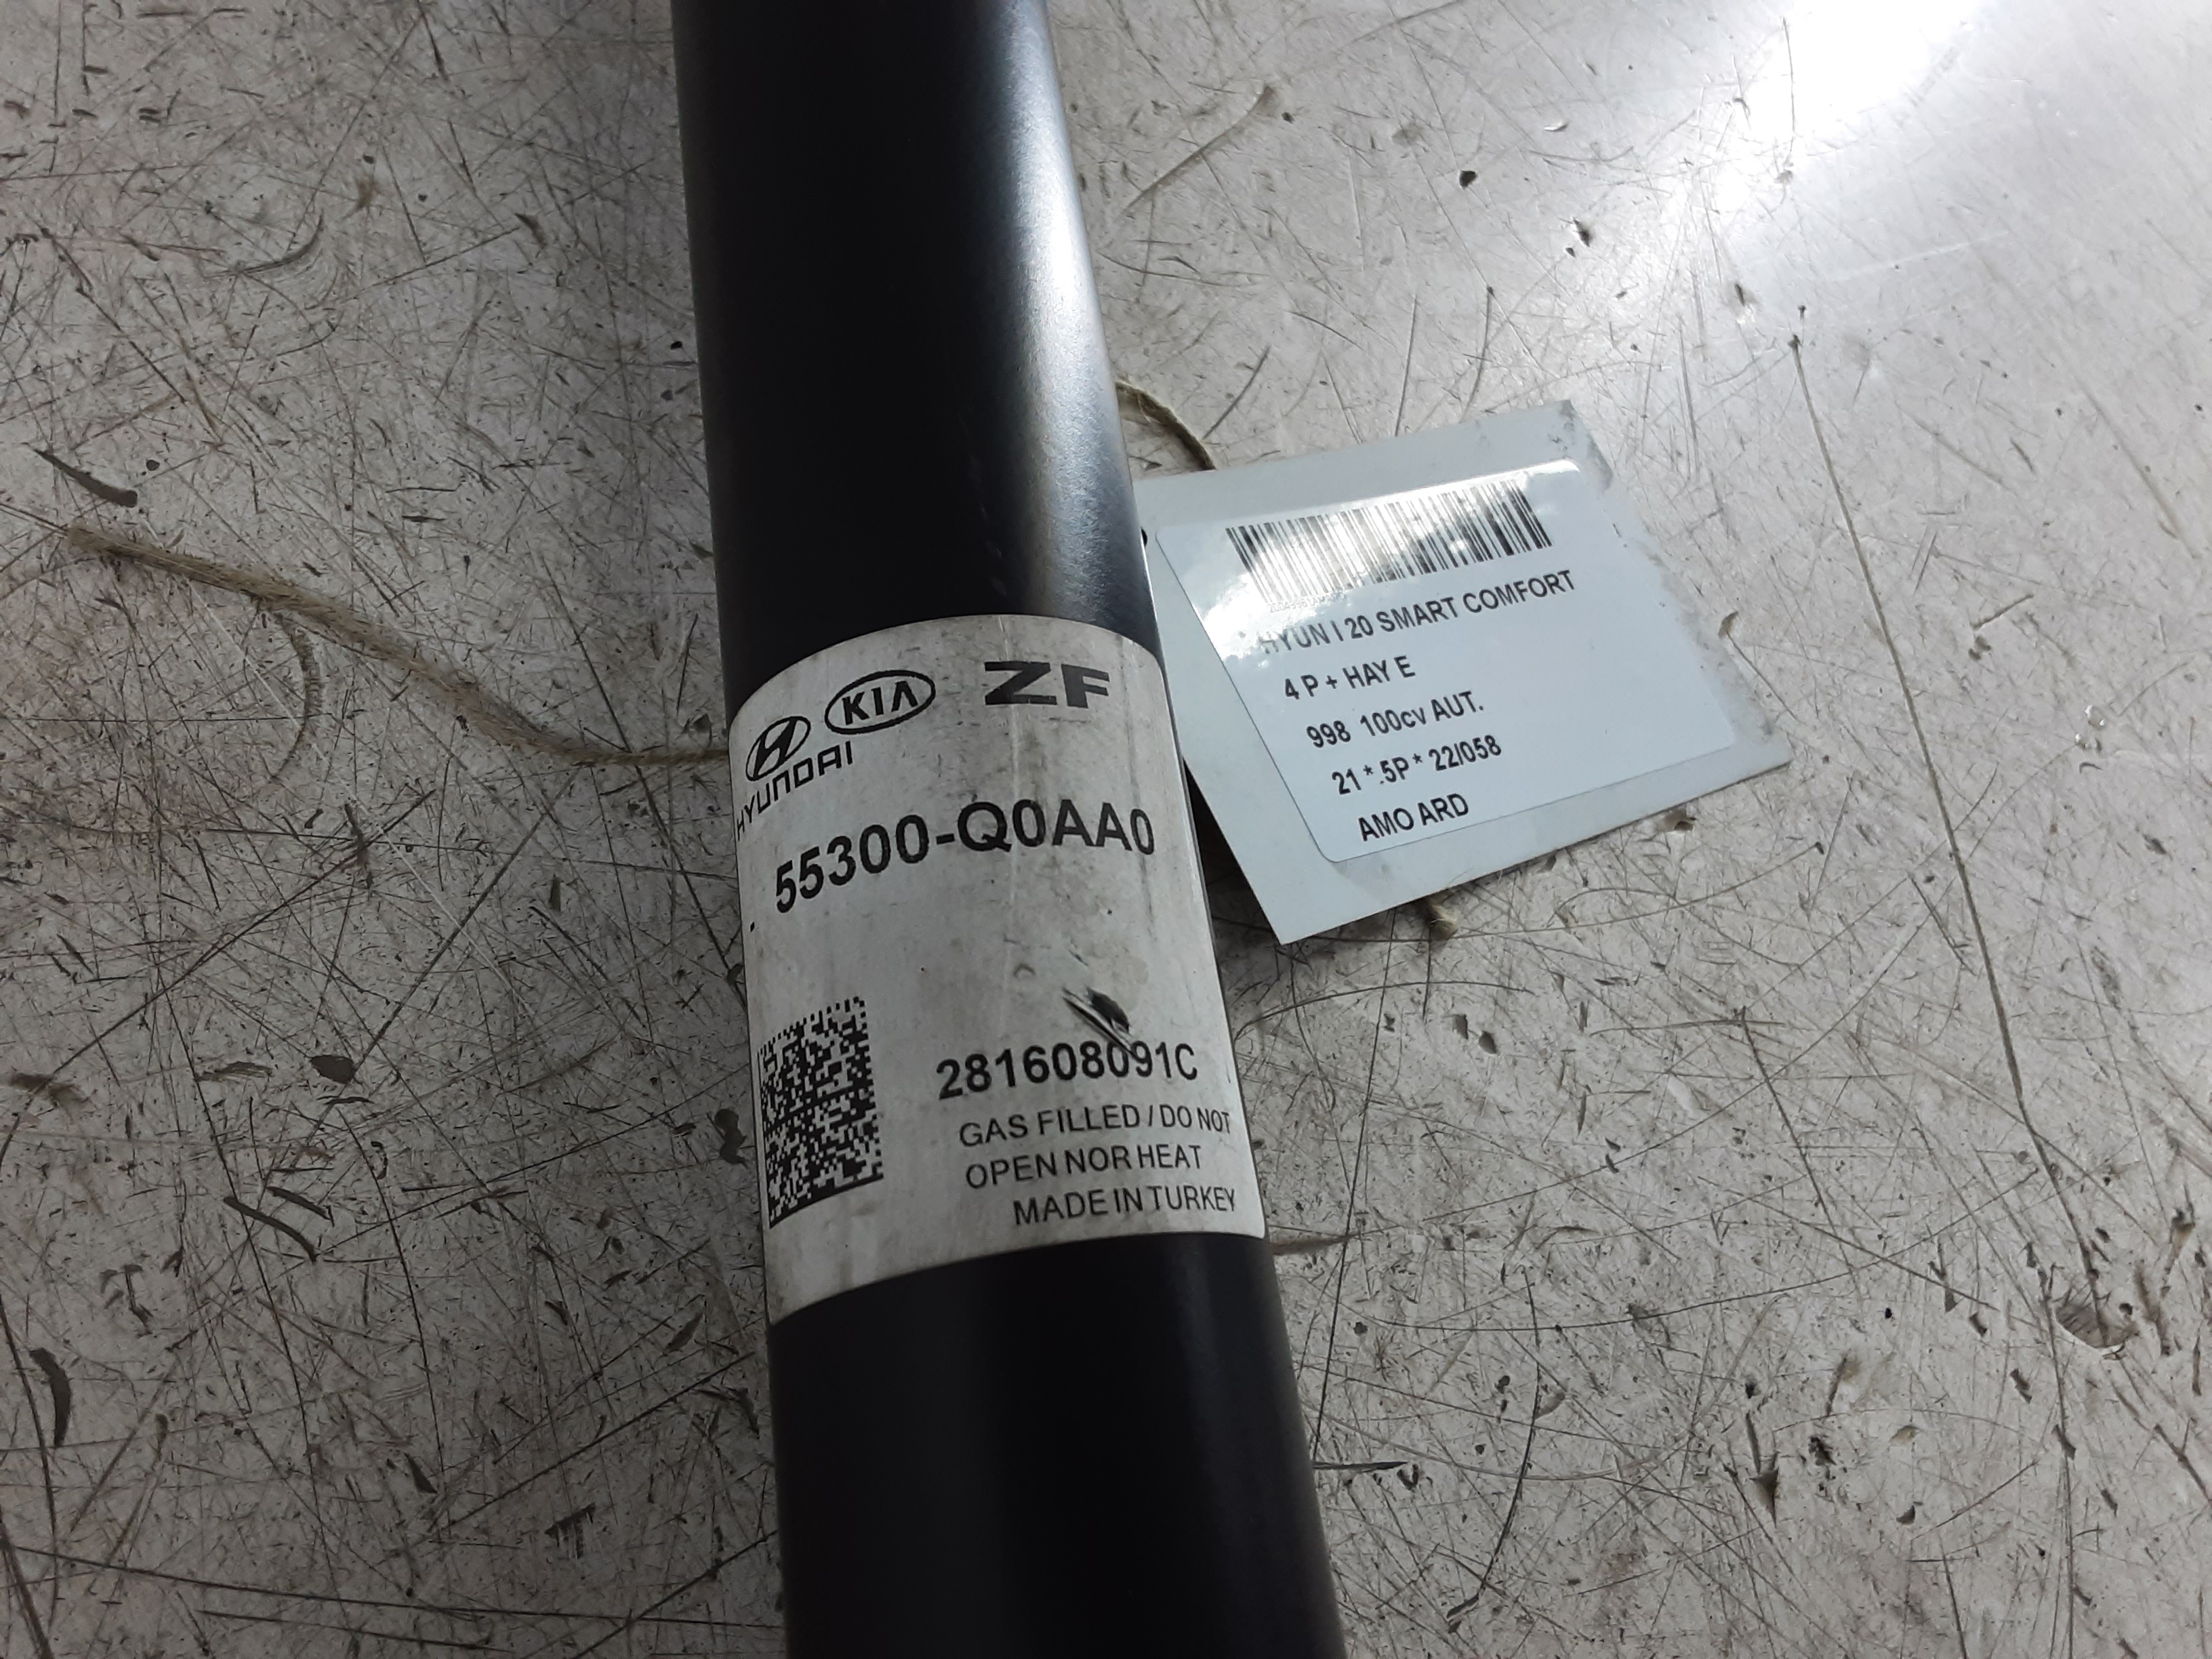 HYUNDAI
KIA
ZF
55300-Q0AA0
281608091C
GAS FILLED / DO NOT
OPEN NOR HEAT
MADE IN TURKEY
HYUN I 20 SMART COMFORT
4 P + HAY E
998 100cv AUT.
21 * .5P * 22/058
AMO ARD